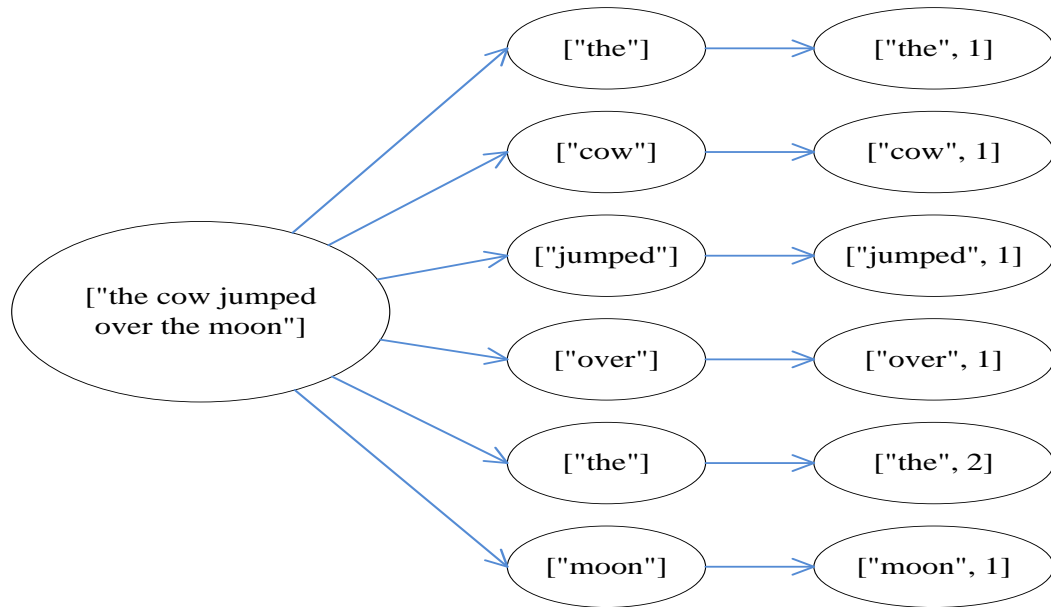 ["the"]
["the", 1]
["cow"]
["cow", 1]
["jumped"]
["jumped", 1]
["the cow jumped
over the moon"]
["over"]
["over", 1]
["the"]
["the", 2]
["moon"]
["moon", 1]